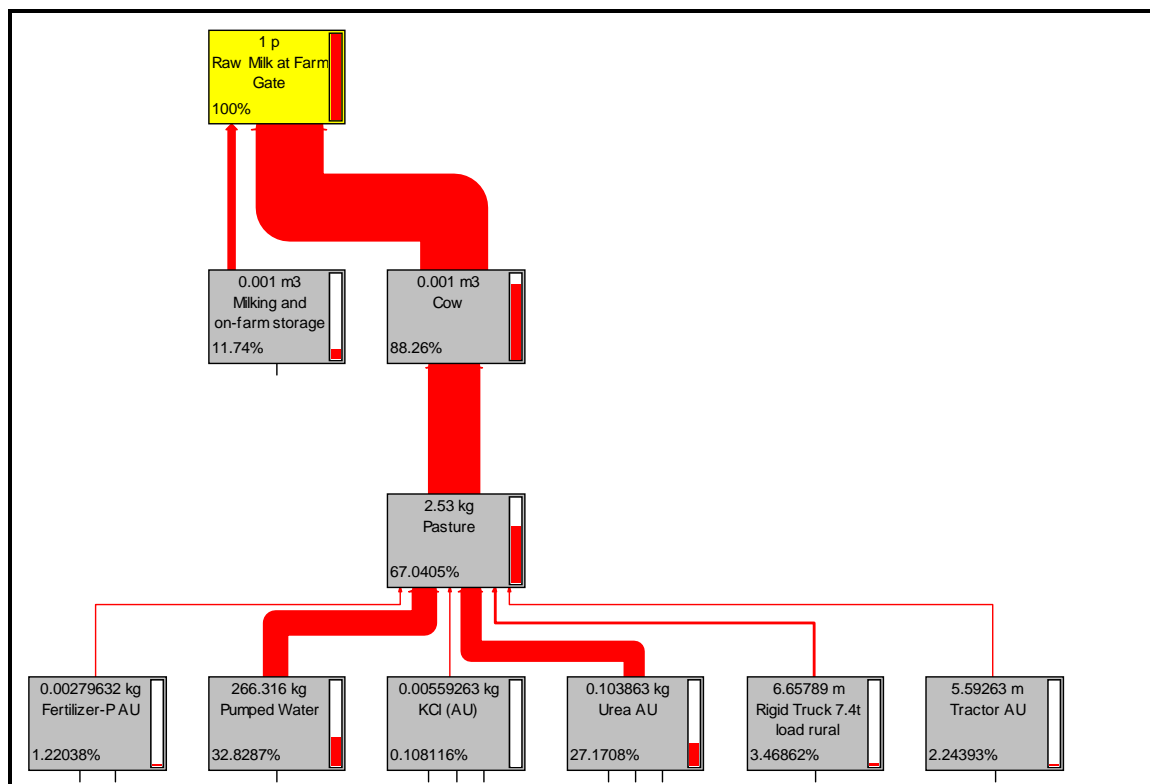 1 p
Raw Milk at Farm
Gate
100%
0.001 m3
Milking and
on-farm storage
11.74%
0.001 m3
Cow
88.26%
2.53 kg
Pasture
67.0405%
0.00279632 kg
Fertilizer-P AU
1.22038%
266.316 kg
Pumped Water
32.8287%
0.00559263 kg
KCl (AU)
0.108116%
0.103863 kg
Urea AU
27.1708%
6.65789 m
Rigid Truck 7.4t
load rural
3.46862%
5.59263 m
Tractor AU
2.24393%